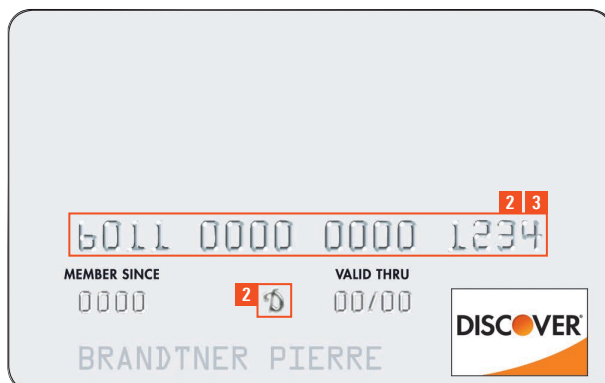 2 3
6011 0000 0000 1234
MEMBER SINCE VALID THRU
0000 2 D 00/00
DISCOVER®
BRANDTNER PIERRE